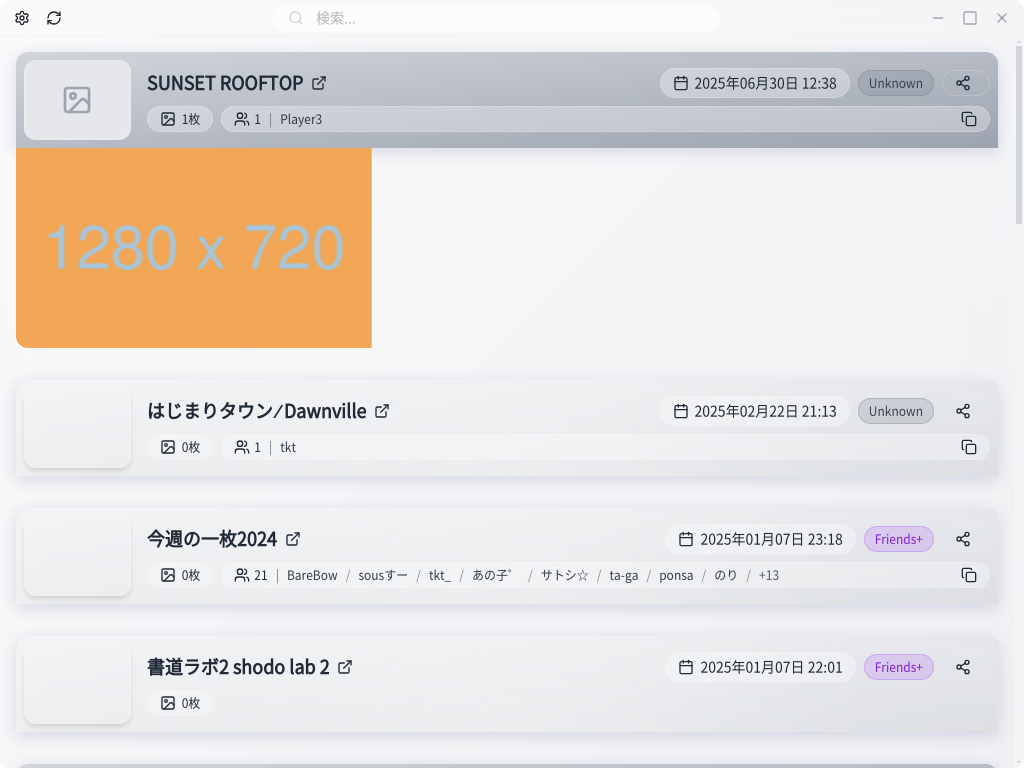 検索...
SUNSET ROOFTOP
2025年06月30日 12:38
Unknown
1枚
1 | Player3
1280 x 720
はじまりタウン⁄Dawnville
2025年02月22日 21:13
Unknown
0枚
1 | tkt
今週の一枚2024
2025年01月07日 23:18
Friends+
0枚
21 | BareBow / sousすー / tkt_ / あの子゜ / サトシ☆ / ta-ga / ponsa / のり / +13
書道ラボ2 shodo lab 2
2025年01月07日 22:01
Friends+
0枚